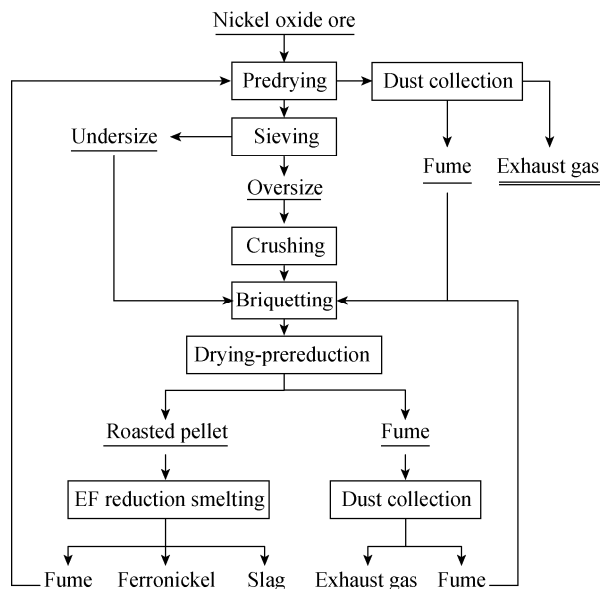 Nickel oxide ore
Predrying
Dust collection
Undersize
Sieving
Fume
Exhaust gas
Oversize
Crushing
Briquetting
Drying-prereduction
Roasted pellet
Fume
EF reduction smelting
Dust collection
Fume
Ferronickel
Slag
Exhaust gas
Fume